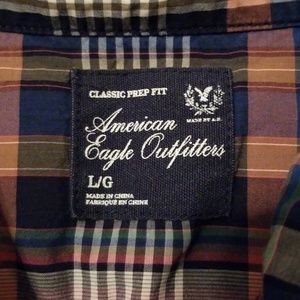 CLASSIC PREP FIT
MADE BY A.E.
American
Eagle Outfitters
L/G
MADE IN CHINA
FABRIQUÉ EN CHINE